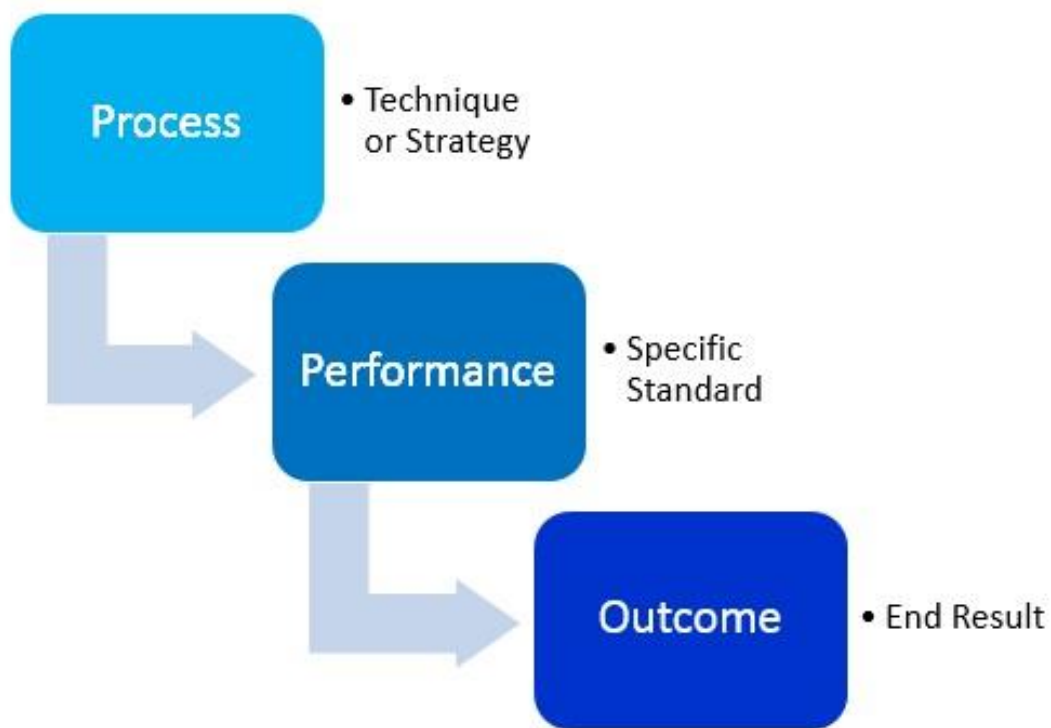 Process
• Technique
or Strategy
Performance
• Specific
Standard
Outcome
• End Result